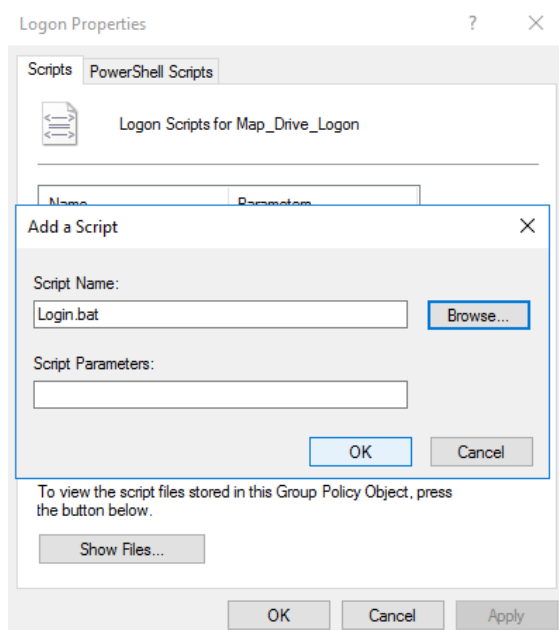 Logon Properties
?
Scripts
PowerShell Scripts
Logon Scripts for Map_Drive_Logon
Name
Parameters
Add a Script
Script Name:
Login.bat
Browse...
Script Parameters:
OK
Cancel
To view the script files stored in this Group Policy Object, press
the button below.
Show Files...
OK
Cancel
Apply